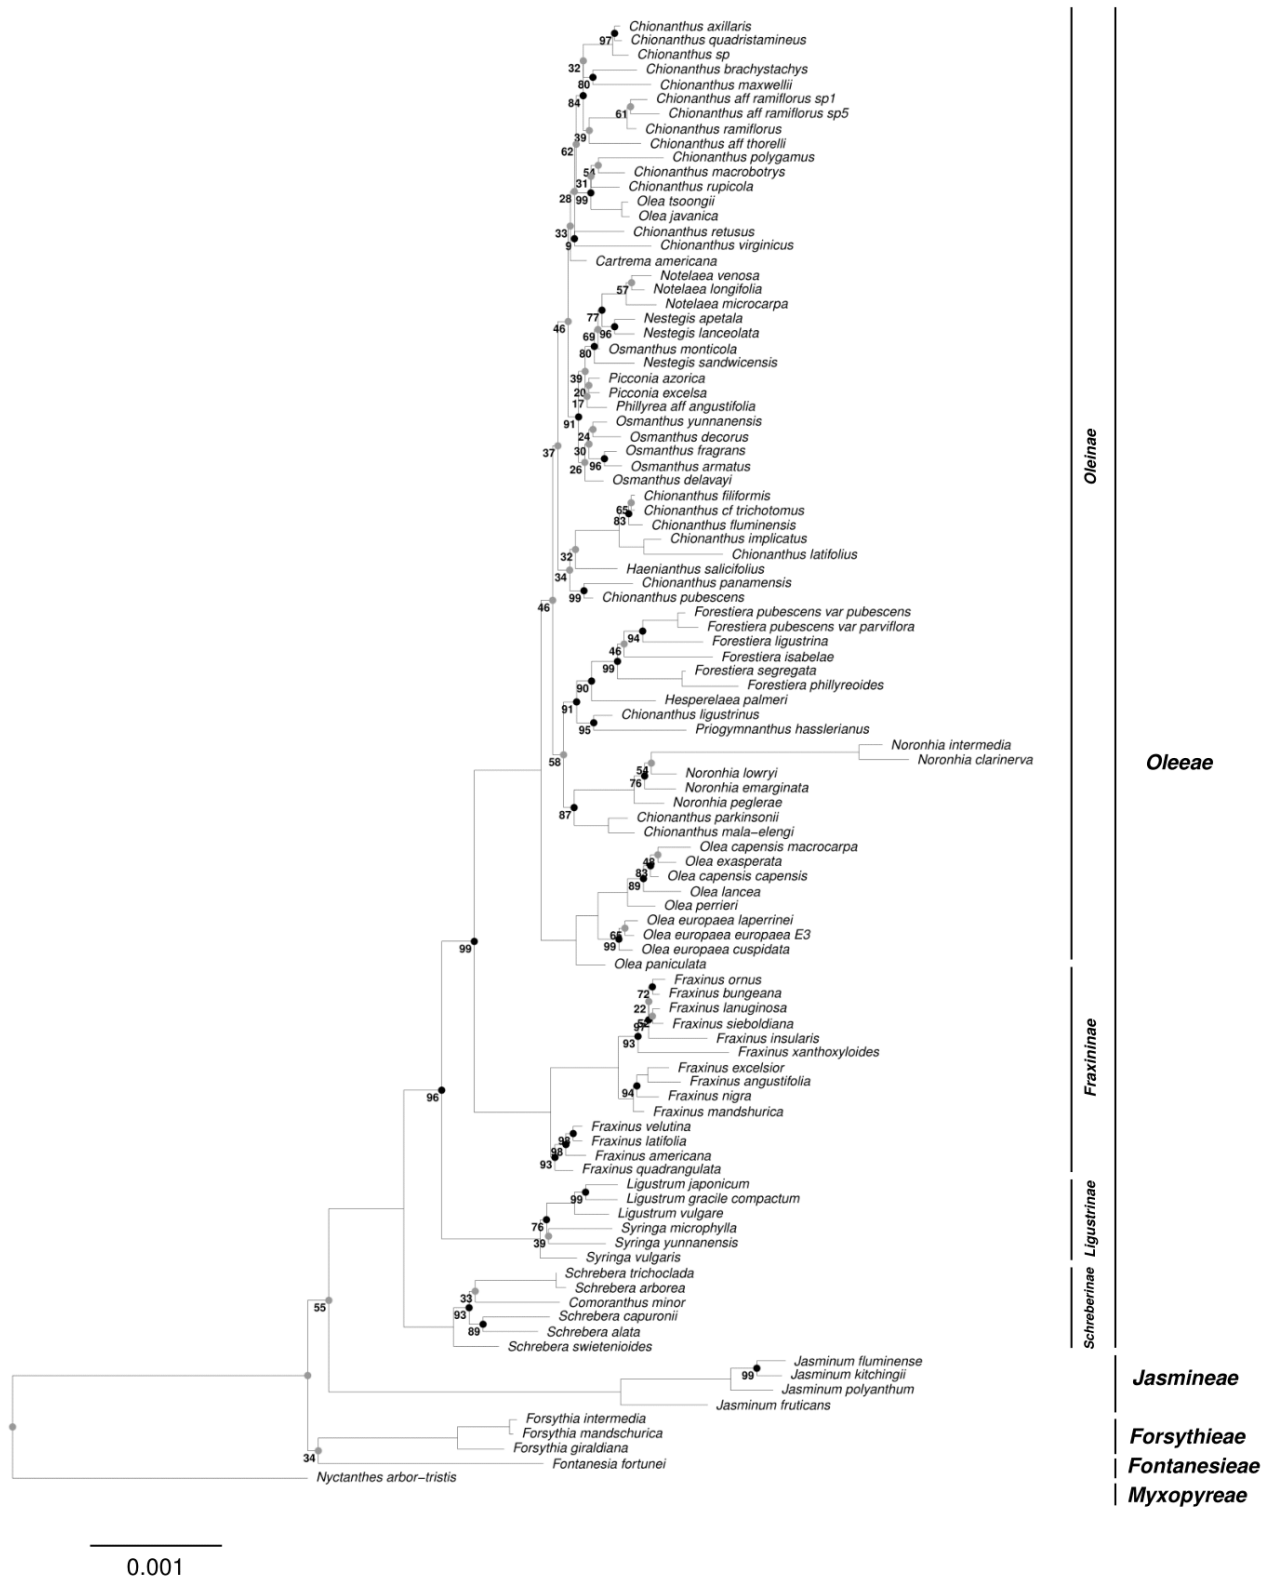 Chionanthus axillaris
97 Chionanthus quadristamineus
Chionanthus sp
32 Chionanthus brachystachys
80 Chionanthus maxwellii
84 Chionanthus aff ramiflorus sp1
61 Chionanthus aff ramiflorus sp5
Chionanthus ramiflorus
39 Chionanthus aff thorelli
62 Chionanthus polygamus
54 Chionanthus macrobotrys
31 Chionanthus rupicola
28 99 Olea tsoongii
Olea javanica
33 Chionanthus retusus
9 Chionanthus virginicus
Cartrema americana
Notelaea venosa
57 Notelaea longifolia
Notelaea microcarpa
77 Nestegis apetala
46 69 96 Nestegis lanceolata
80 Osmanthus monticola
Nestegis sandwicensis
39 Picconia azorica
20 Picconia excelsa
17 Phillyrea aff angustifolia
91 Osmanthus yunnanensis
24 Osmanthus decorus
37 30 Osmanthus fragrans
26 96 Osmanthus armatus
Osmanthus delavayi
Chionanthus filiformis
65 Chionanthus cf trichotomus
83 Chionanthus fluminensis
Chionanthus implicatus
32 Chionanthus latifolius
34 Haenianthus salicifolius
Chionanthus panamensis
46 99 Chionanthus pubescens
Forestiera pubescens var pubescens
Forestiera pubescens var parviflora
94 Forestiera ligustrina
46 Forestiera isabelae
99 Forestiera segregata
90 Forestiera phillyreoides
Hesperelaea palmeri
91 Chionanthus ligustrinus
95 Priogymnanthus hasslerianus
Noronhia intermedia
58 Noronhia clarinerva
54 Noronhia lowryi
76 Noronhia emarginata
Noronhia peglerae
87 Chionanthus parkinsonii
Chionanthus mala−elengi
Olea capensis macrocarpa
48 Olea exasperata
83 Olea capensis capensis
89 Olea lancea
Olea perrieri
Olea europaea laperrinei
65 Olea europaea europaea E3
99 99 Olea europaea cuspidata
Olea paniculata
Fraxinus ornus
72 Fraxinus bungeana
22 Fraxinus lanuginosa
Fraxinus sieboldiana
93 Fraxinus insularis
Fraxinus xanthoxyloides
Fraxinus excelsior
Fraxinus angustifolia
96 94 Fraxinus nigra
Fraxinus mandshurica
Fraxinus velutina
98 Fraxinus latifolia
98 Fraxinus americana
93 Fraxinus quadrangulata
Ligustrum japonicum
99 Ligustrum gracile compactum
Ligustrum vulgare
76 Syringa microphylla
39 Syringa yunnanensis
Syringa vulgaris
Schrebera trichoclada
Schrebera arborea
33 Comoranthus minor
55 93 Schrebera capuronii
89 Schrebera alata
Schrebera swietenioides
Jasminum fluminense
99 Jasminum kitchingii
Jasminum polyanthum
Jasminum fruticans
Forsythia intermedia
Forsythia mandschurica
Forsythia giraldiana
34 Fontanesia fortunei
Nyctanthes arbor−tristis
Oleinae
Fraxininae
Ligustrinae
Schreberinae
Oleeae
Jasmineae
Forsythieae
Fontanesieae
Myxopyreae
0.001